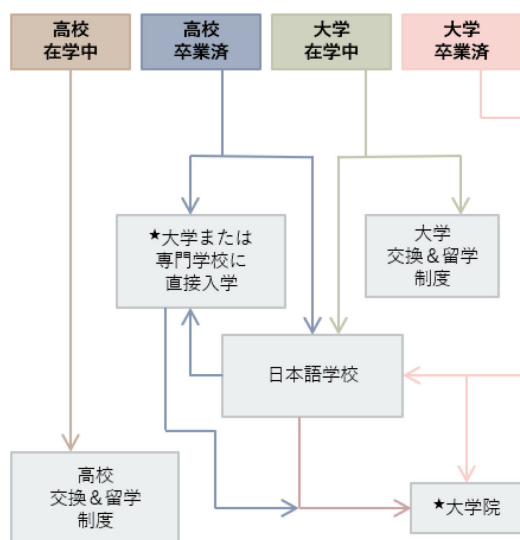 高校
在学中
高校
卒業済
大学
在学中
大学
卒業済
★大学または
専門学校に
直接入学
大学
交換＆留学
制度
日本語学校
高校
交換＆留学
制度
★大学院